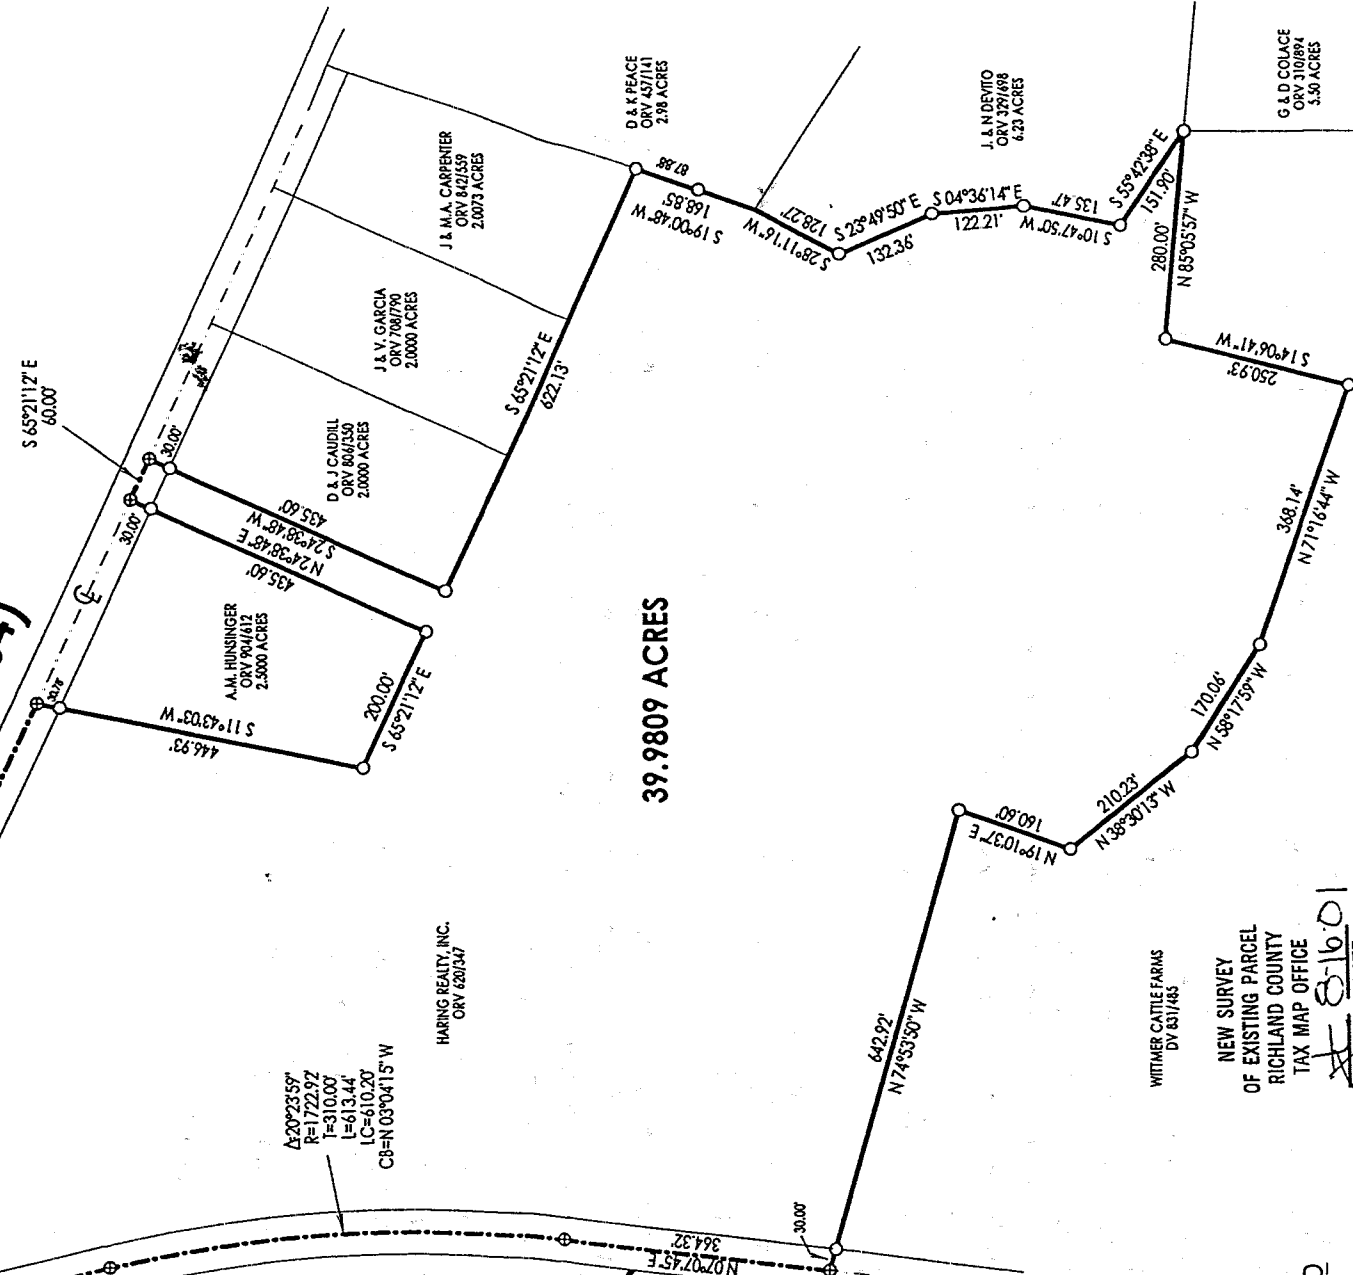 S 65°21'12" E
60.00'
30.00'
30.00'
30.78'
D & K PEACE
ORV 457/141
2.98 ACRES
J & M.A. CARPENTER
ORV 842/559
2.0073 ACRES
J & V. GARCIA
ORV 708/790
2.0000 ACRES
D & J CAUDILL
ORV 806/350
2.0000 ACRES
A.M. HUNSINGER
ORV 904/612
2.5000 ACRES
J. & N DEVITO
ORV 329/698
6.23 ACRES
G & D COLACE
ORV 310/894
5.50 ACRES
435.60'
S 24°38'48" W
N 24°38'48" E
435.60'
S 11°43'03" W
446.93'
200.00'
S 65°21'12" E
S 65°21'12" E
622.13'
87.88'
168.85'
S 19°00'48" W
128.27'
S 28°11'16" W
S 23°49'50" E
132.36'
S 04°36'14" E
122.21'
135.47
S 10°47'50" W
S 55°42'38" E
151.90'
280.00'
N 85°05'57" W
S 14°06'41" W
250.93'
368.14'
N 71°16'44" W
170.06'
N 58°17'59" W
210.23'
N 38°30'13" W
160.60'
N 19°10'37" E
642.92'
N 74°53'50" W
30.00'
364.32'
N 07°07'45" E
39.9809 ACRES
HARING REALTY, INC.
ORV 620/347
Δ=20°23'59"
R=1722.92'
T=310.00'
L=613.44'
LC=610.20'
CB=N 03°04'15" W
WITTMER CATTLE FARMS
DV 831/485
NEW SURVEY
OF EXISTING PARCEL
RICHLAND COUNTY
TAX MAP OFFICE
8-16-01